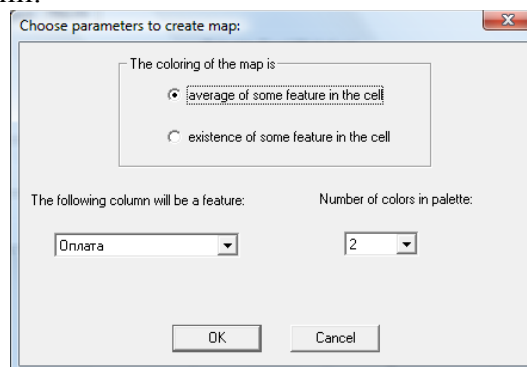 Choose parameters to create map:
The coloring of the map is
average of some feature in the cell
existence of some feature in the cell
The following column will be a feature:
Number of colors in palette:
Оплата
2
OK
Cancel